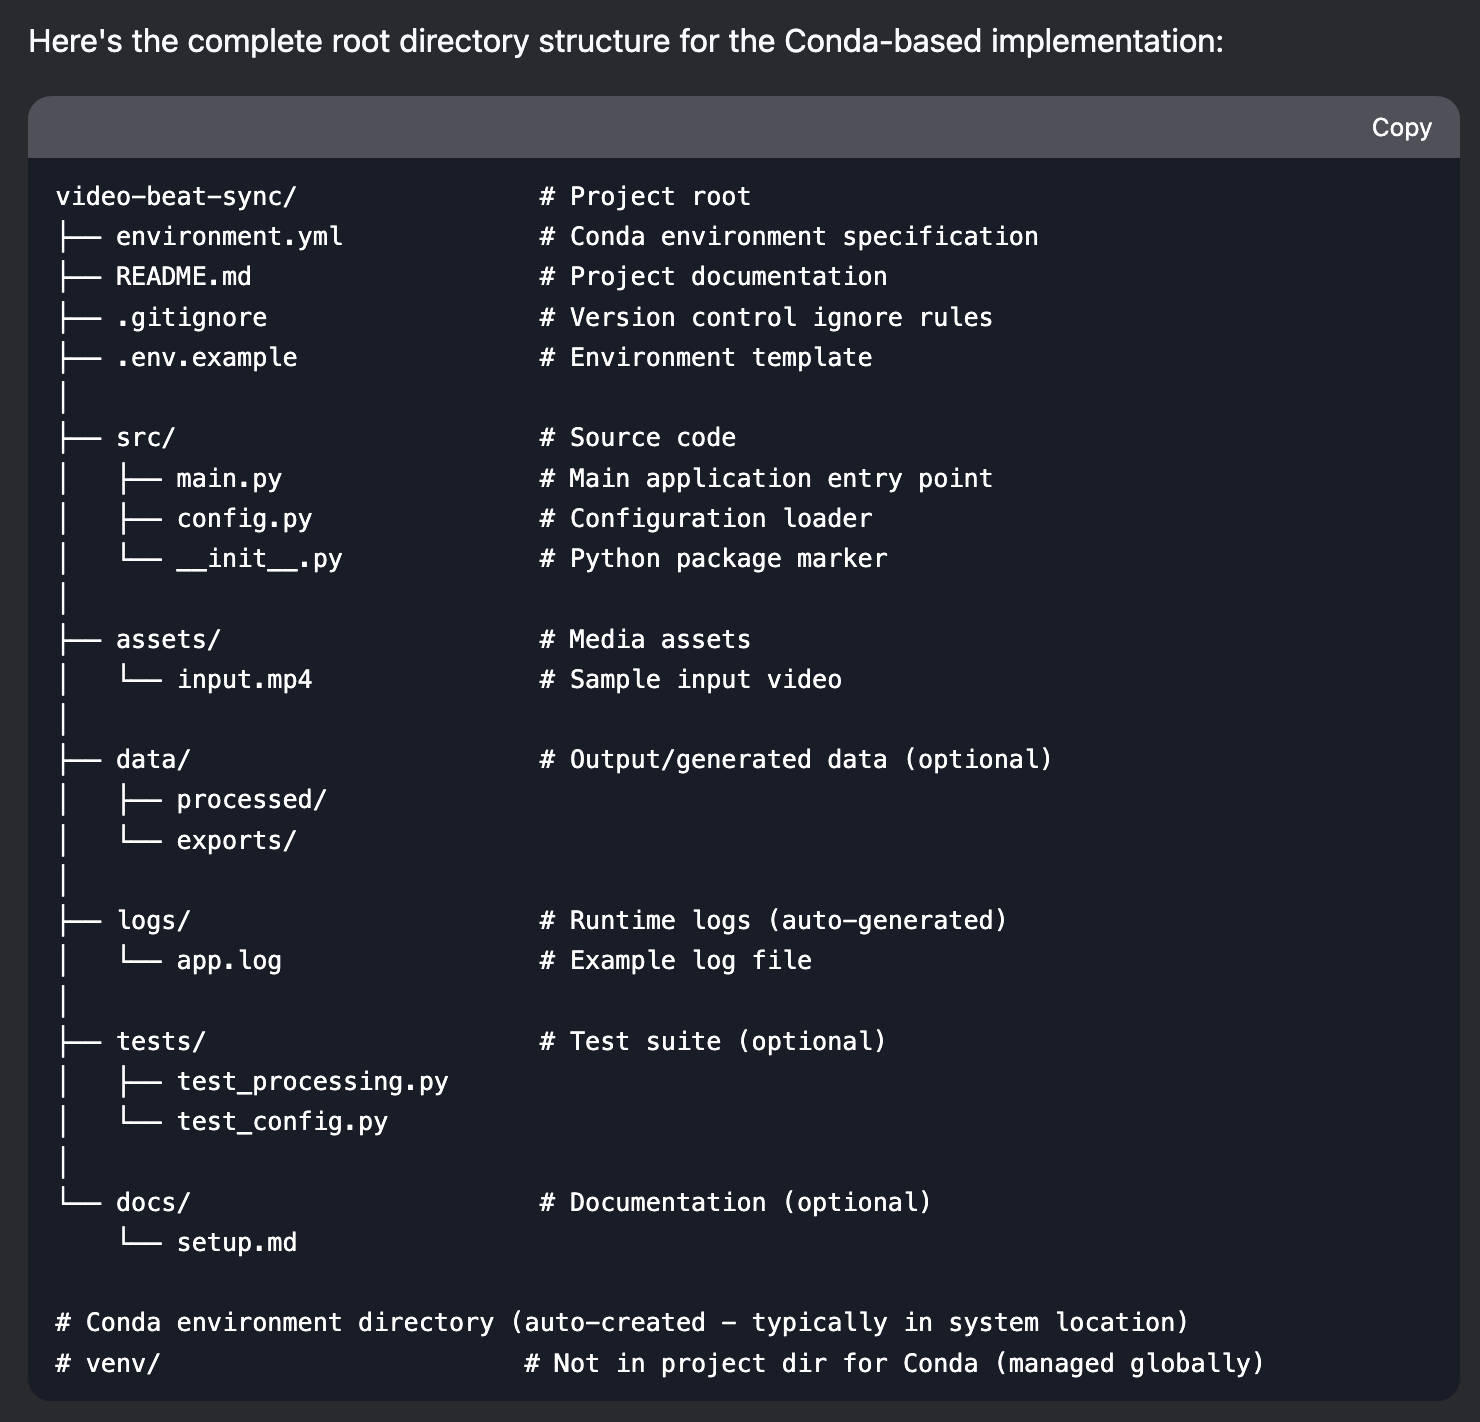 Here's the complete root directory structure for the Conda-based implementation:
Copy
video-beat-sync/                # Project root
├── environment.yml             # Conda environment specification
├── README.md                   # Project documentation
├── .gitignore                  # Version control ignore rules
├── .env.example                # Environment template
│
├── src/                        # Source code
│   ├── main.py                 # Main application entry point
│   ├── config.py               # Configuration loader
│   └── __init__.py             # Python package marker
│
├── assets/                     # Media assets
│   └── input.mp4               # Sample input video
│
├── data/                       # Output/generated data (optional)
│   ├── processed/
│   └── exports/
│
├── logs/                       # Runtime logs (auto-generated)
│   └── app.log                 # Example log file
│
├── tests/                      # Test suite (optional)
│   ├── test_processing.py
│   └── test_config.py
│
└── docs/                       # Documentation (optional)
    └── setup.md

# Conda environment directory (auto-created - typically in system location)
# venv/                        # Not in project dir for Conda (managed globally)